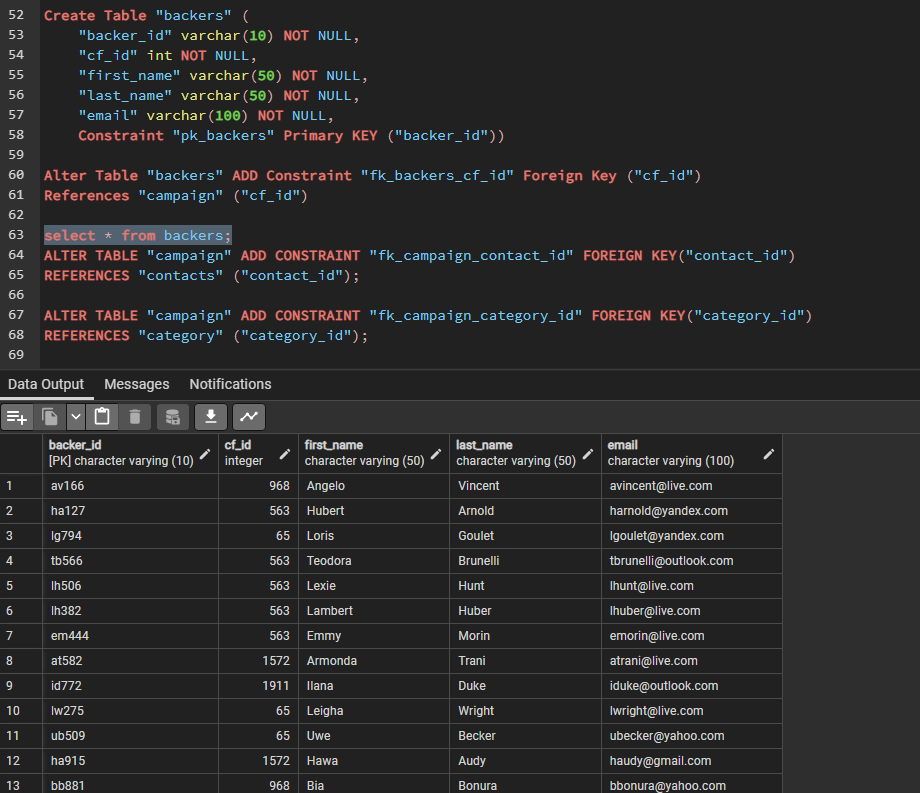 52 Create Table "backers" (
53 "backer_id" varchar(10) NOT NULL,
54 "cf_id" int NOT NULL,
55 "first_name" varchar(50) NOT NULL,
56 "last_name" varchar(50) NOT NULL,
57 "email" varchar(100) NOT NULL,
58 Constraint "pk_backers" Primary KEY ("backer_id"))
59
60 Alter Table "backers" ADD Constraint "fk_backers_cf_id" Foreign Key ("cf_id")
61 References "campaign" ("cf_id")
62
63 select * from backers;
64 ALTER TABLE "campaign" ADD CONSTRAINT "fk_campaign_contact_id" FOREIGN KEY("contact_id")
65 REFERENCES "contacts" ("contact_id");
66
67 ALTER TABLE "campaign" ADD CONSTRAINT "fk_campaign_category_id" FOREIGN KEY("category_id")
68 REFERENCES "category" ("category_id");
69
Data Output Messages Notifications
backer_id cf_id first_name last_name email
[PK] character varying (10) integer character varying (50) character varying (50) character varying (100)
1 av166 968 Angelo Vincent avincent@live.com
2 ha127 563 Hubert Arnold harnold@yandex.com
3 lg794 65 Loris Goulet lgoulet@yandex.com
4 tb566 563 Teodora Brunelli tbrunelli@outlook.com
5 lh506 563 Lexie Hunt lhunt@live.com
6 lh382 563 Lambert Huber lhuber@live.com
7 em444 563 Emmy Morin emorin@live.com
8 at582 1572 Armonda Trani atrani@live.com
9 id772 1911 Ilana Duke iduke@outlook.com
10 lw275 65 Leigha Wright lwright@live.com
11 ub509 65 Uwe Becker ubecker@yahoo.com
12 ha915 1572 Hawa Audy haudy@gmail.com
13 bb881 968 Bia Bonura bbonura@yahoo.com